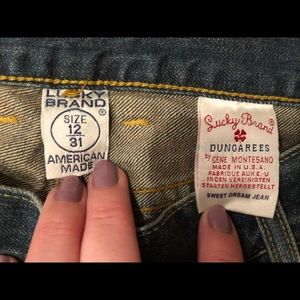 LUCKY
BRAND®
SIZE
12
31
AMERICAN
MADE
Lucky Brand®
DUNGAREES
by GENE MONTESANO
MADE IN U.S.A.
FABRIQUE AUX E-U
IN DEN VEREINIGTEN
STAATEN HERGESTELLT
SWEET DREAM JEAN